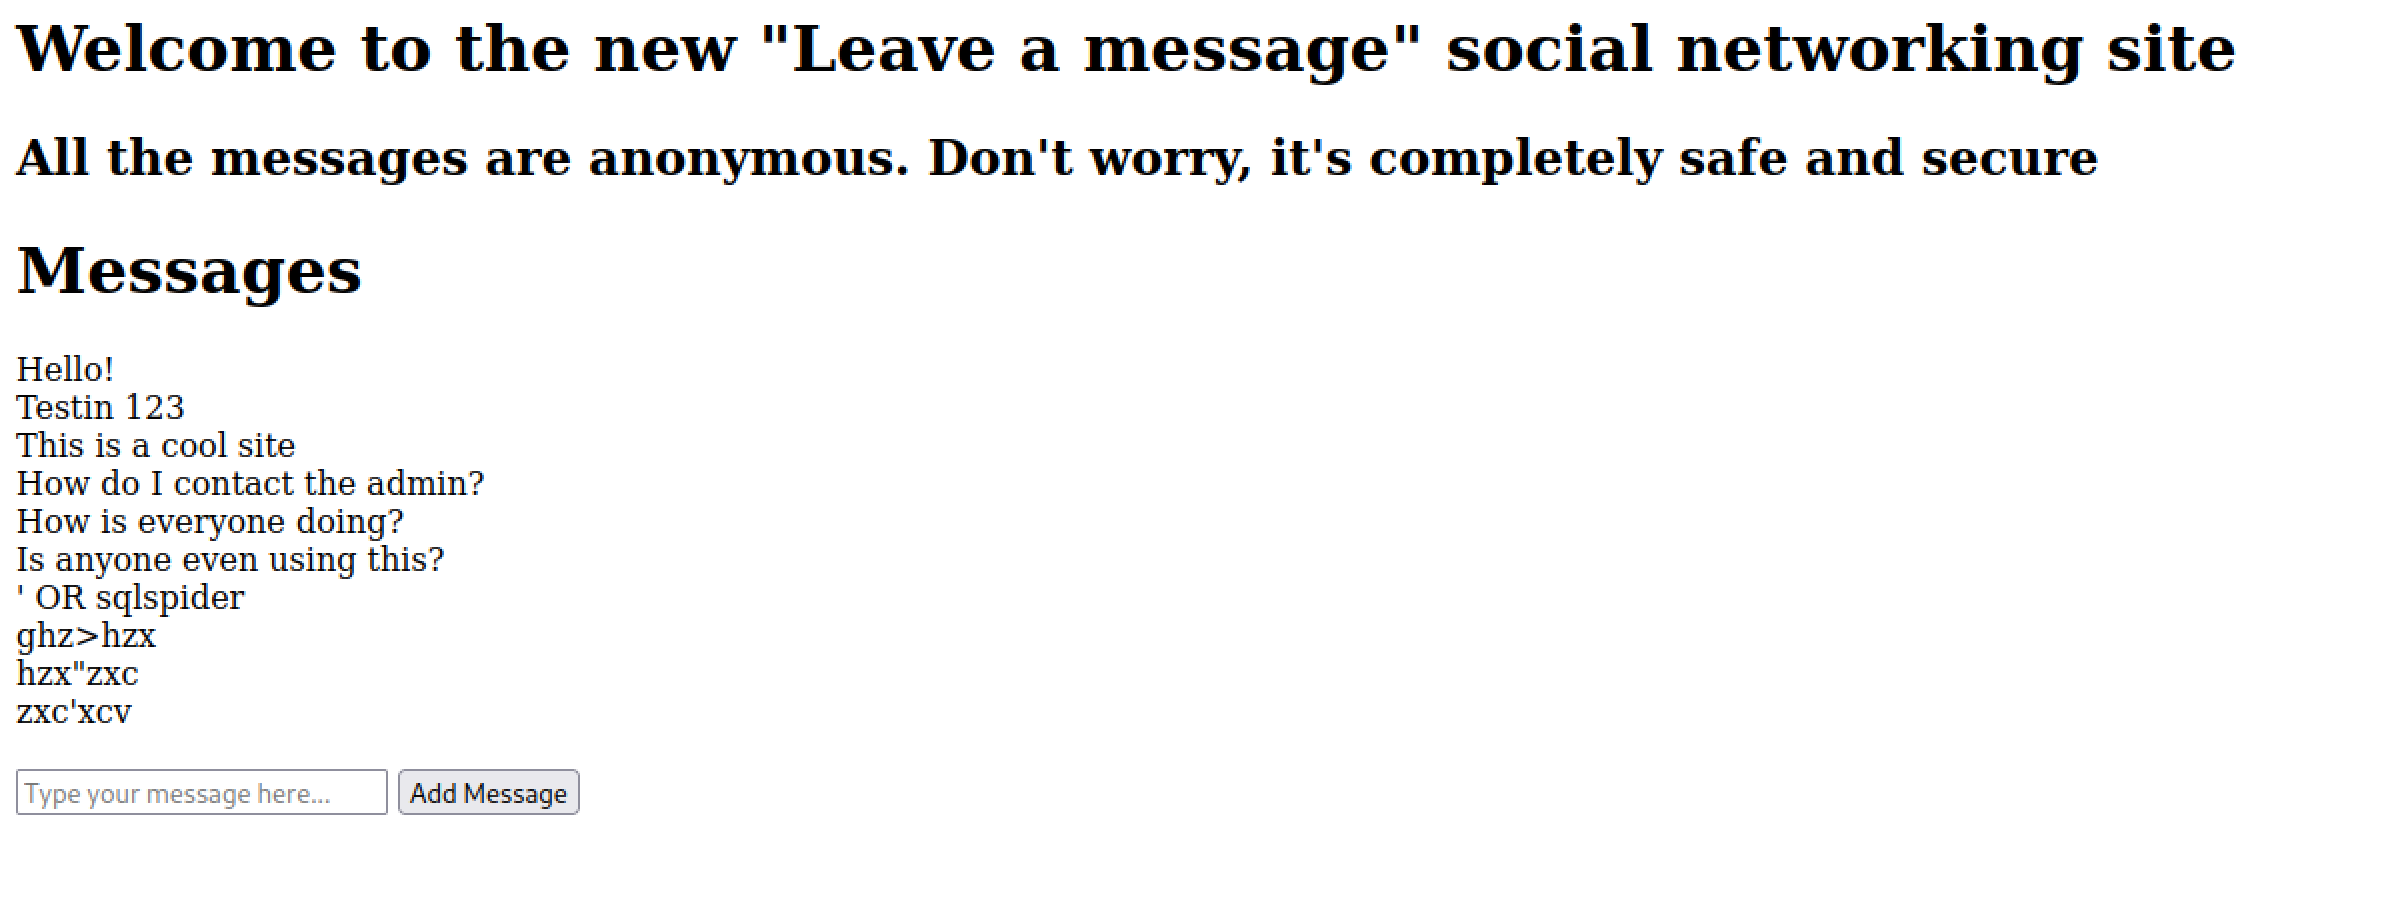 Welcome to the new "Leave a message" social networking site
All the messages are anonymous. Don't worry, it's completely safe and secure
Messages
Hello!
Testin 123
This is a cool site
How do I contact the admin?
How is everyone doing?
Is anyone even using this?
' OR sqlspider
ghz>hzx
hzx"zxc
zxc'xcv
Type your message here... Add Message